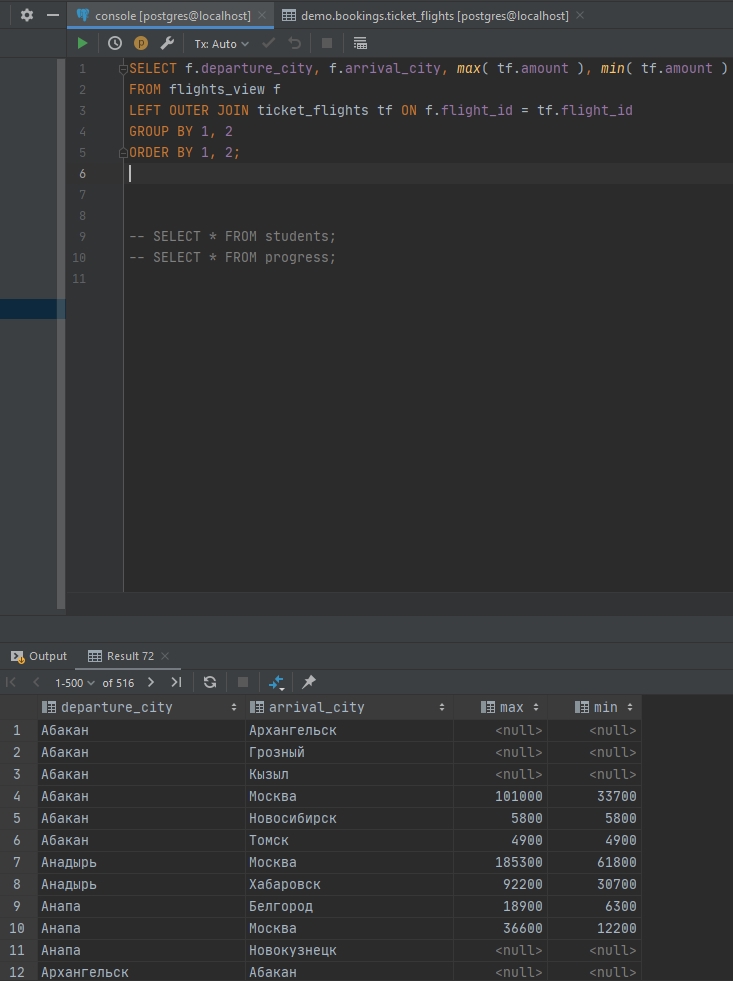 console [postgres@localhost]
demo.bookings.ticket_flights [postgres@localhost]
Tx: Auto
1 SELECT f.departure_city, f.arrival_city, max( tf.amount ), min( tf.amount )
2 FROM flights_view f
3 LEFT OUTER JOIN ticket_flights tf ON f.flight_id = tf.flight_id
4 GROUP BY 1, 2
5 ORDER BY 1, 2;
6
7
8
9 -- SELECT * FROM students;
10 -- SELECT * FROM progress;
11
Output Result 72
1-500 of 516
departure_city arrival_city max min
1 Абакан Архангельск <null> <null>
2 Абакан Грозный <null> <null>
3 Абакан Кызыл <null> <null>
4 Абакан Москва 101000 33700
5 Абакан Новосибирск 5800 5800
6 Абакан Томск 4900 4900
7 Анадырь Москва 185300 61800
8 Анадырь Хабаровск 92200 30700
9 Анапа Белгород 18900 6300
10 Анапа Москва 36600 12200
11 Анапа Новокузнецк <null> <null>
12 Архангельск Абакан <null> <null>